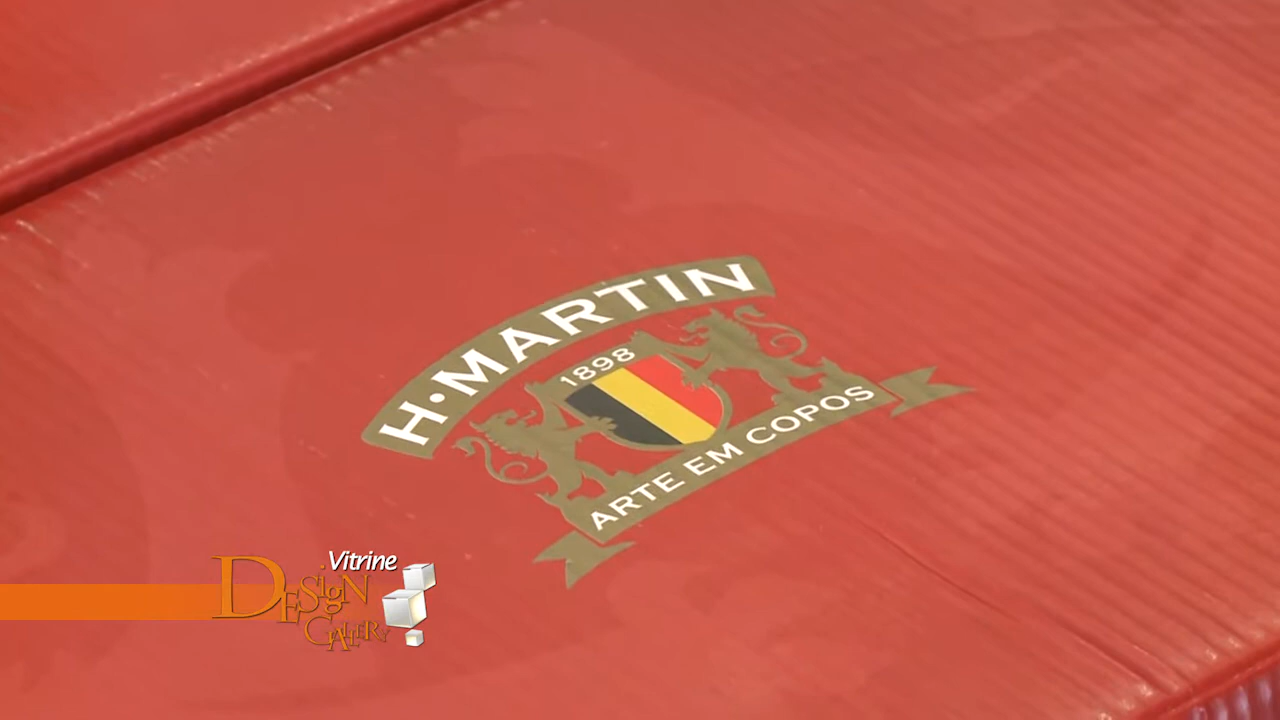 H·MARTIN
1898
ARTE EM COPOS
Vitrine
DESIGN
GALLERY